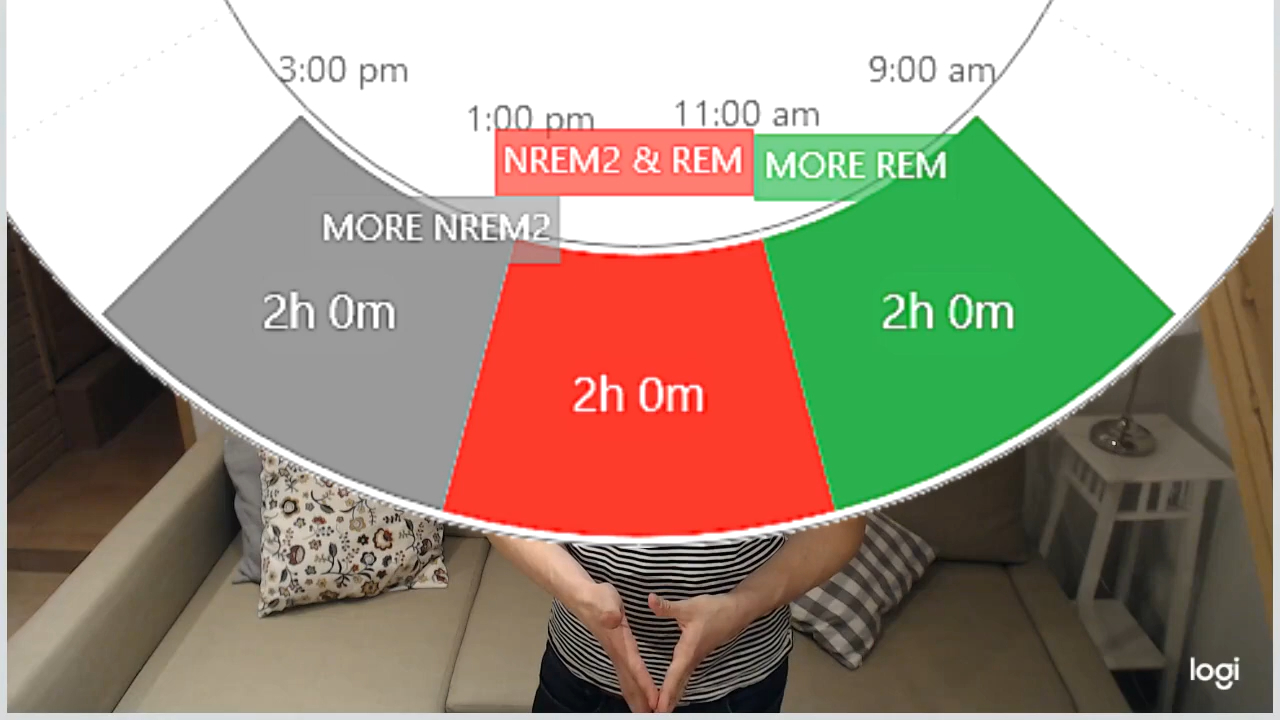 3:00 pm
9:00 am
1:00 pm
11:00 am
NREM2 & REM
MORE REM
MORE NREM2
2h 0m
2h 0m
2h 0m
logi